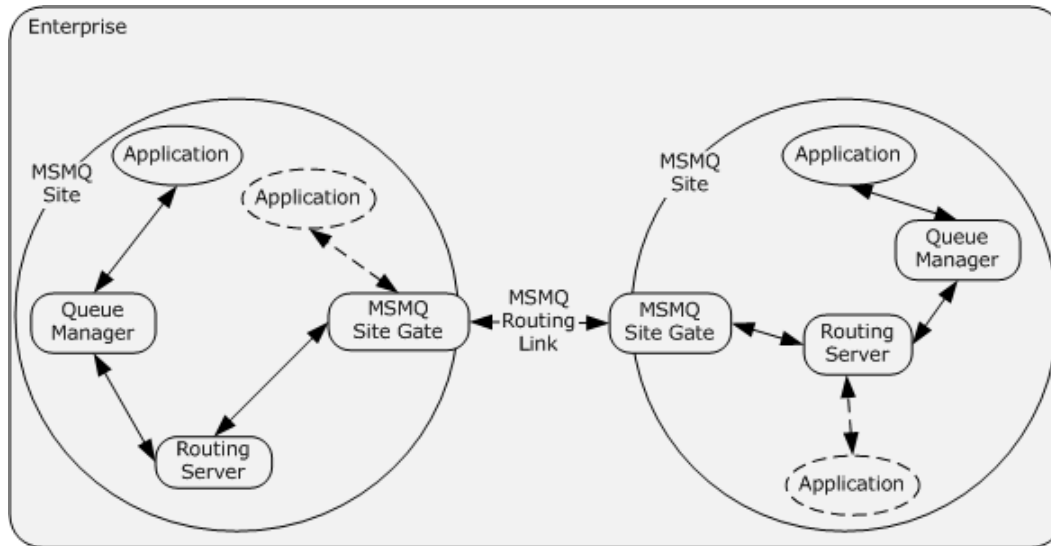 Enterprise
MSMQ
Site
Application
Application
Queue
Manager
MSMQ
Site Gate
Routing
Server
MSMQ
Routing
Link
MSMQ
Site
Application
Queue
Manager
MSMQ
Site Gate
Routing
Server
Application